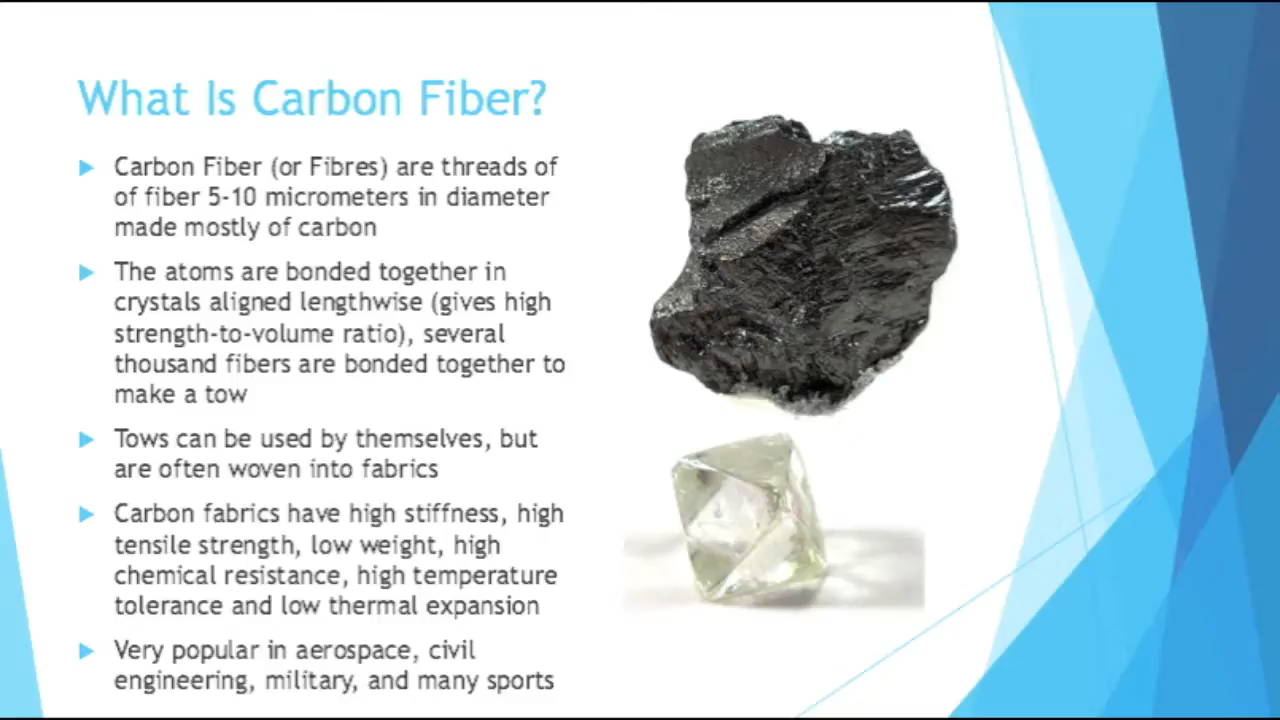 What Is Carbon Fiber?
Carbon Fiber (or Fibres) are threads of
of fiber 5-10 micrometers in diameter
made mostly of carbon
The atoms are bonded together in
crystals aligned lengthwise (gives high
strength-to-volume ratio), several
thousand fibers are bonded together to
make a tow
Tows can be used by themselves, but
are often woven into fabrics
Carbon fabrics have high stiffness, high
tensile strength, low weight, high
chemical resistance, high temperature
tolerance and low thermal expansion
Very popular in aerospace, civil
engineering, military, and many sports